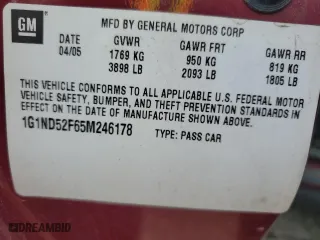 GM
MFD BY GENERAL MOTORS CORP
DATE GVWR GAWR FRT GAWR RR
04/05 1769 KG 950 KG 819 KG
3898 LB 2093 LB 1805 LB
THIS VEHICLE CONFORMS TO ALL APPLICABLE U.S. FEDERAL MOTOR
VEHICLE SAFETY, BUMPER, AND THEFT PREVENTION STANDARDS IN
EFFECT ON THE DATE OF MANUFACTURE SHOWN ABOVE.
1G1ND52F65M246178 TYPE: PASS CAR
DREAMBID